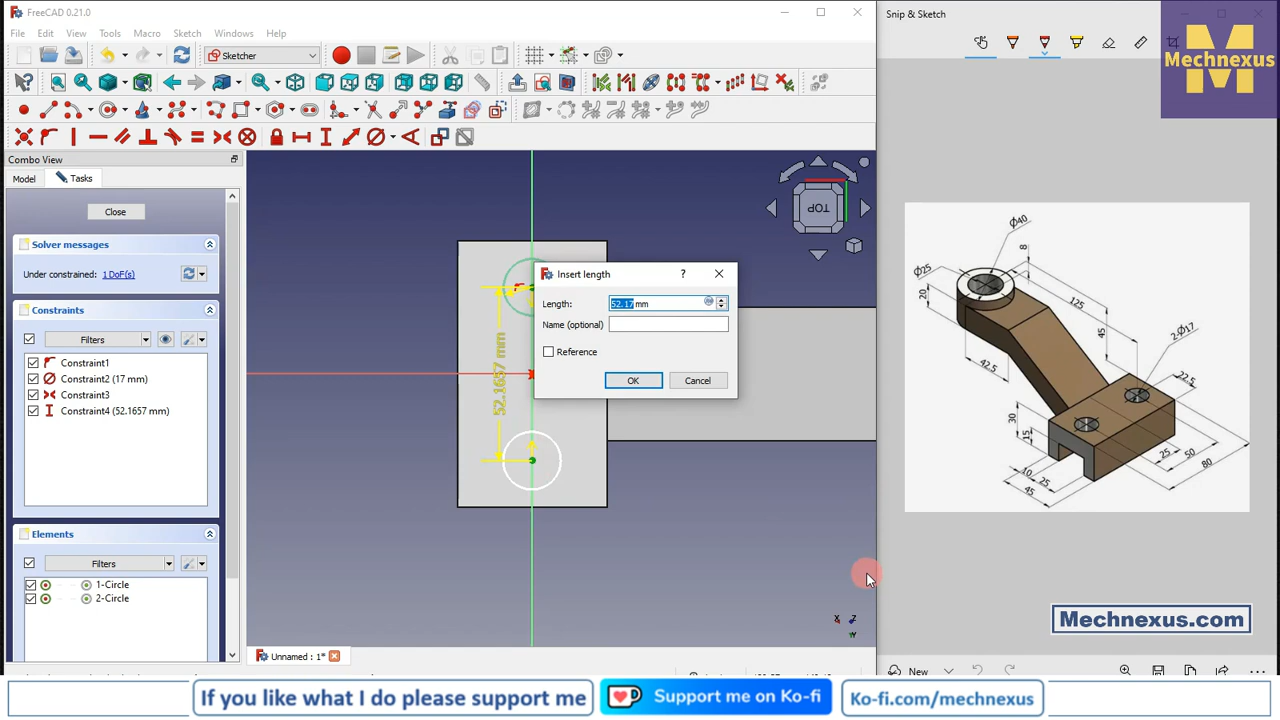 FreeCAD 0.21.0
Snip & Sketch
Mechnexus
File Edit View Tools Macro Sketch Windows Help
Sketcher
Combo View
Model Tasks
Close
Solver messages
Under constrained: 1 DoF(s)
Constraints
Filters
Constraint1
Constraint2 (17 mm)
Constraint3
Constraint4 (52.1657 mm)
Elements
Filters
1-Circle
2-Circle
TOP
52.1657 mm
Insert length
?
Length: 52.17 mm
Name (optional)
Reference
OK Cancel
X Z
Y
Unnamed : 1*
Ø40
8
Ø25
20
125
45
2-Ø17
42.5
22.5
30
15
10
25
45
25
50
80
Mechnexus.com
New
If you like what I do please support me
Support me on Ko-fi
Ko-fi.com/mechnexus